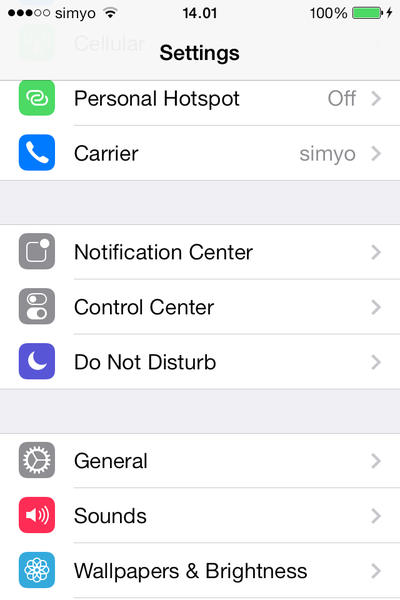 simyo 14.01 100%
Cellular
Settings
Personal Hotspot Off
Carrier simyo
Notification Center
Control Center
Do Not Disturb
General
Sounds
Wallpapers & Brightness